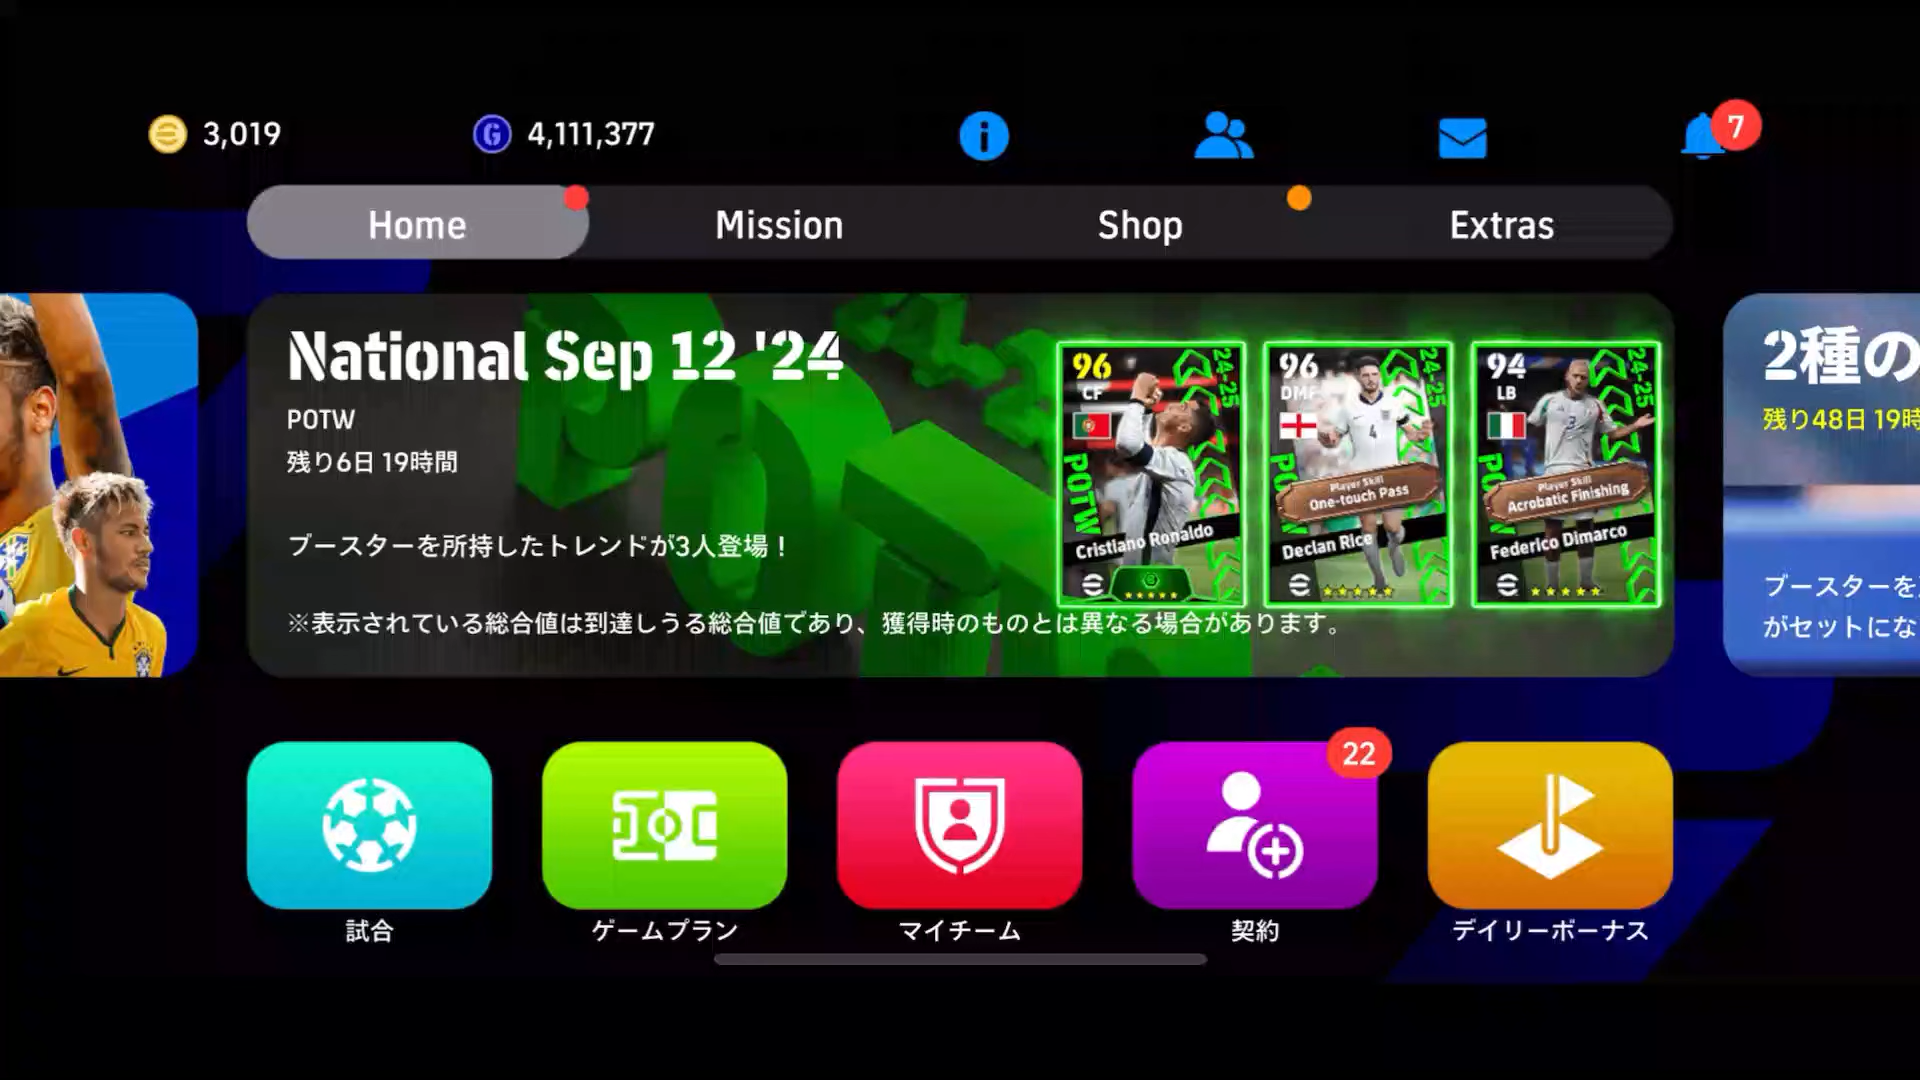 3,019
4,111,377
7
Home
Mission
Shop
Extras
National Sep 12 '24
POTW
残り6日 19時間
ブースターを所持したトレンドが3人登場！
※表示されている総合値は到達しうる総合値であり、獲得時のものとは異なる場合があります。
96
CF
24-25
POTW
Cristiano Ronaldo
96
DMF
24-25
Player Skill
One-touch Pass
Declan Rice
4
94
LB
24-25
Player Skill
Acrobatic Finishing
Federico Dimarco
3
2種の
残り48日 19時
ブースターを
がセットにな
試合
ゲームプラン
マイチーム
22
契約
デイリーボーナス